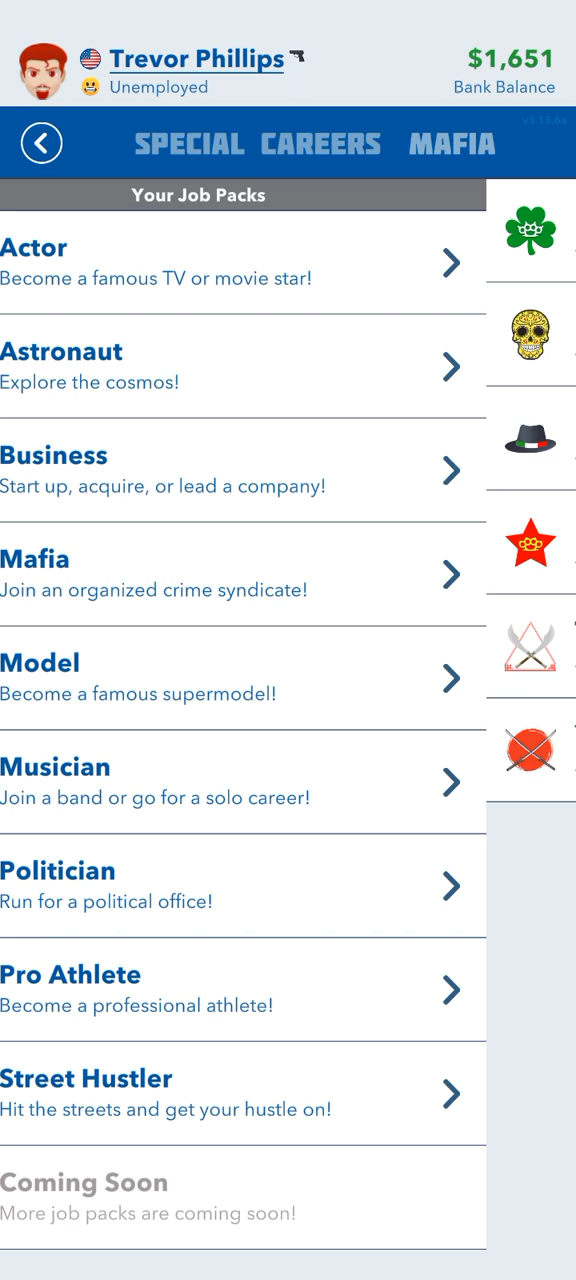 Trevor Phillips
Unemployed
$1,651
Bank Balance
v3.13.6a
SPECIAL CAREERS
MAFIA
Your Job Packs
Actor
Become a famous TV or movie star!
Astronaut
Explore the cosmos!
Business
Start up, acquire, or lead a company!
Mafia
Join an organized crime syndicate!
Model
Become a famous supermodel!
Musician
Join a band or go for a solo career!
Politician
Run for a political office!
Pro Athlete
Become a professional athlete!
Street Hustler
Hit the streets and get your hustle on!
Coming Soon
More job packs are coming soon!